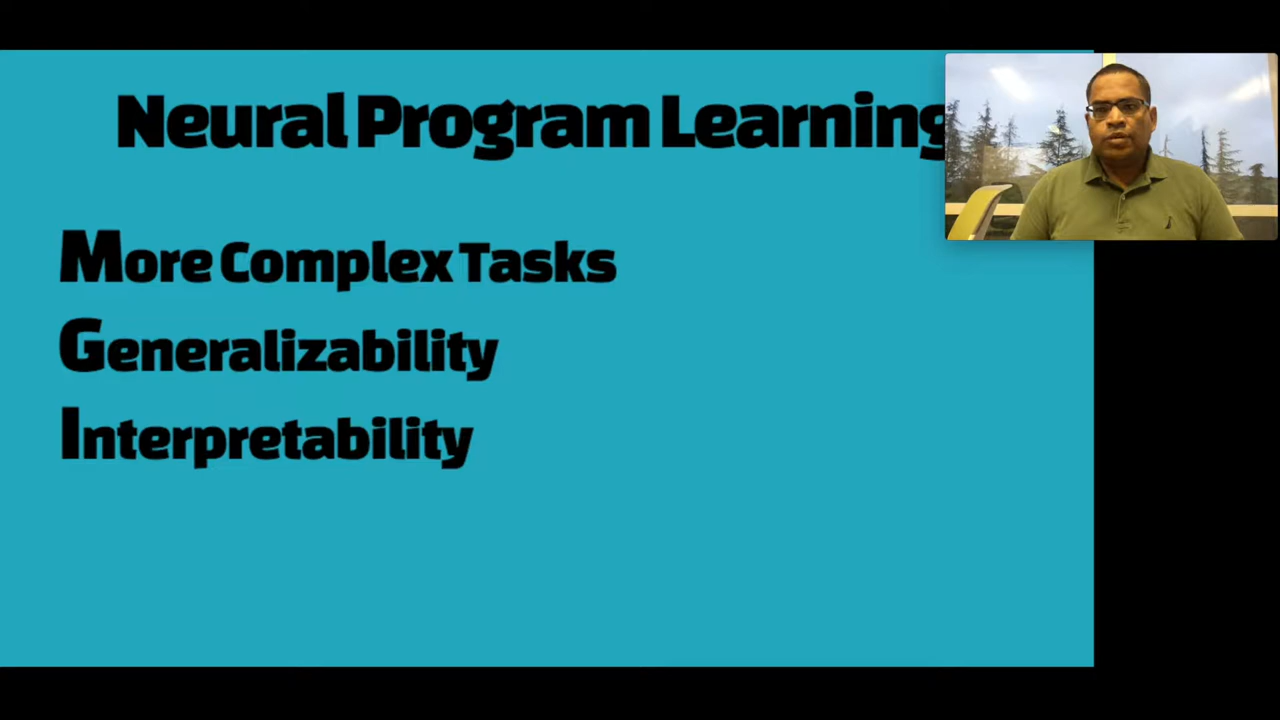 Neural Program Learning
More Complex Tasks
Generalizability
Interpretability